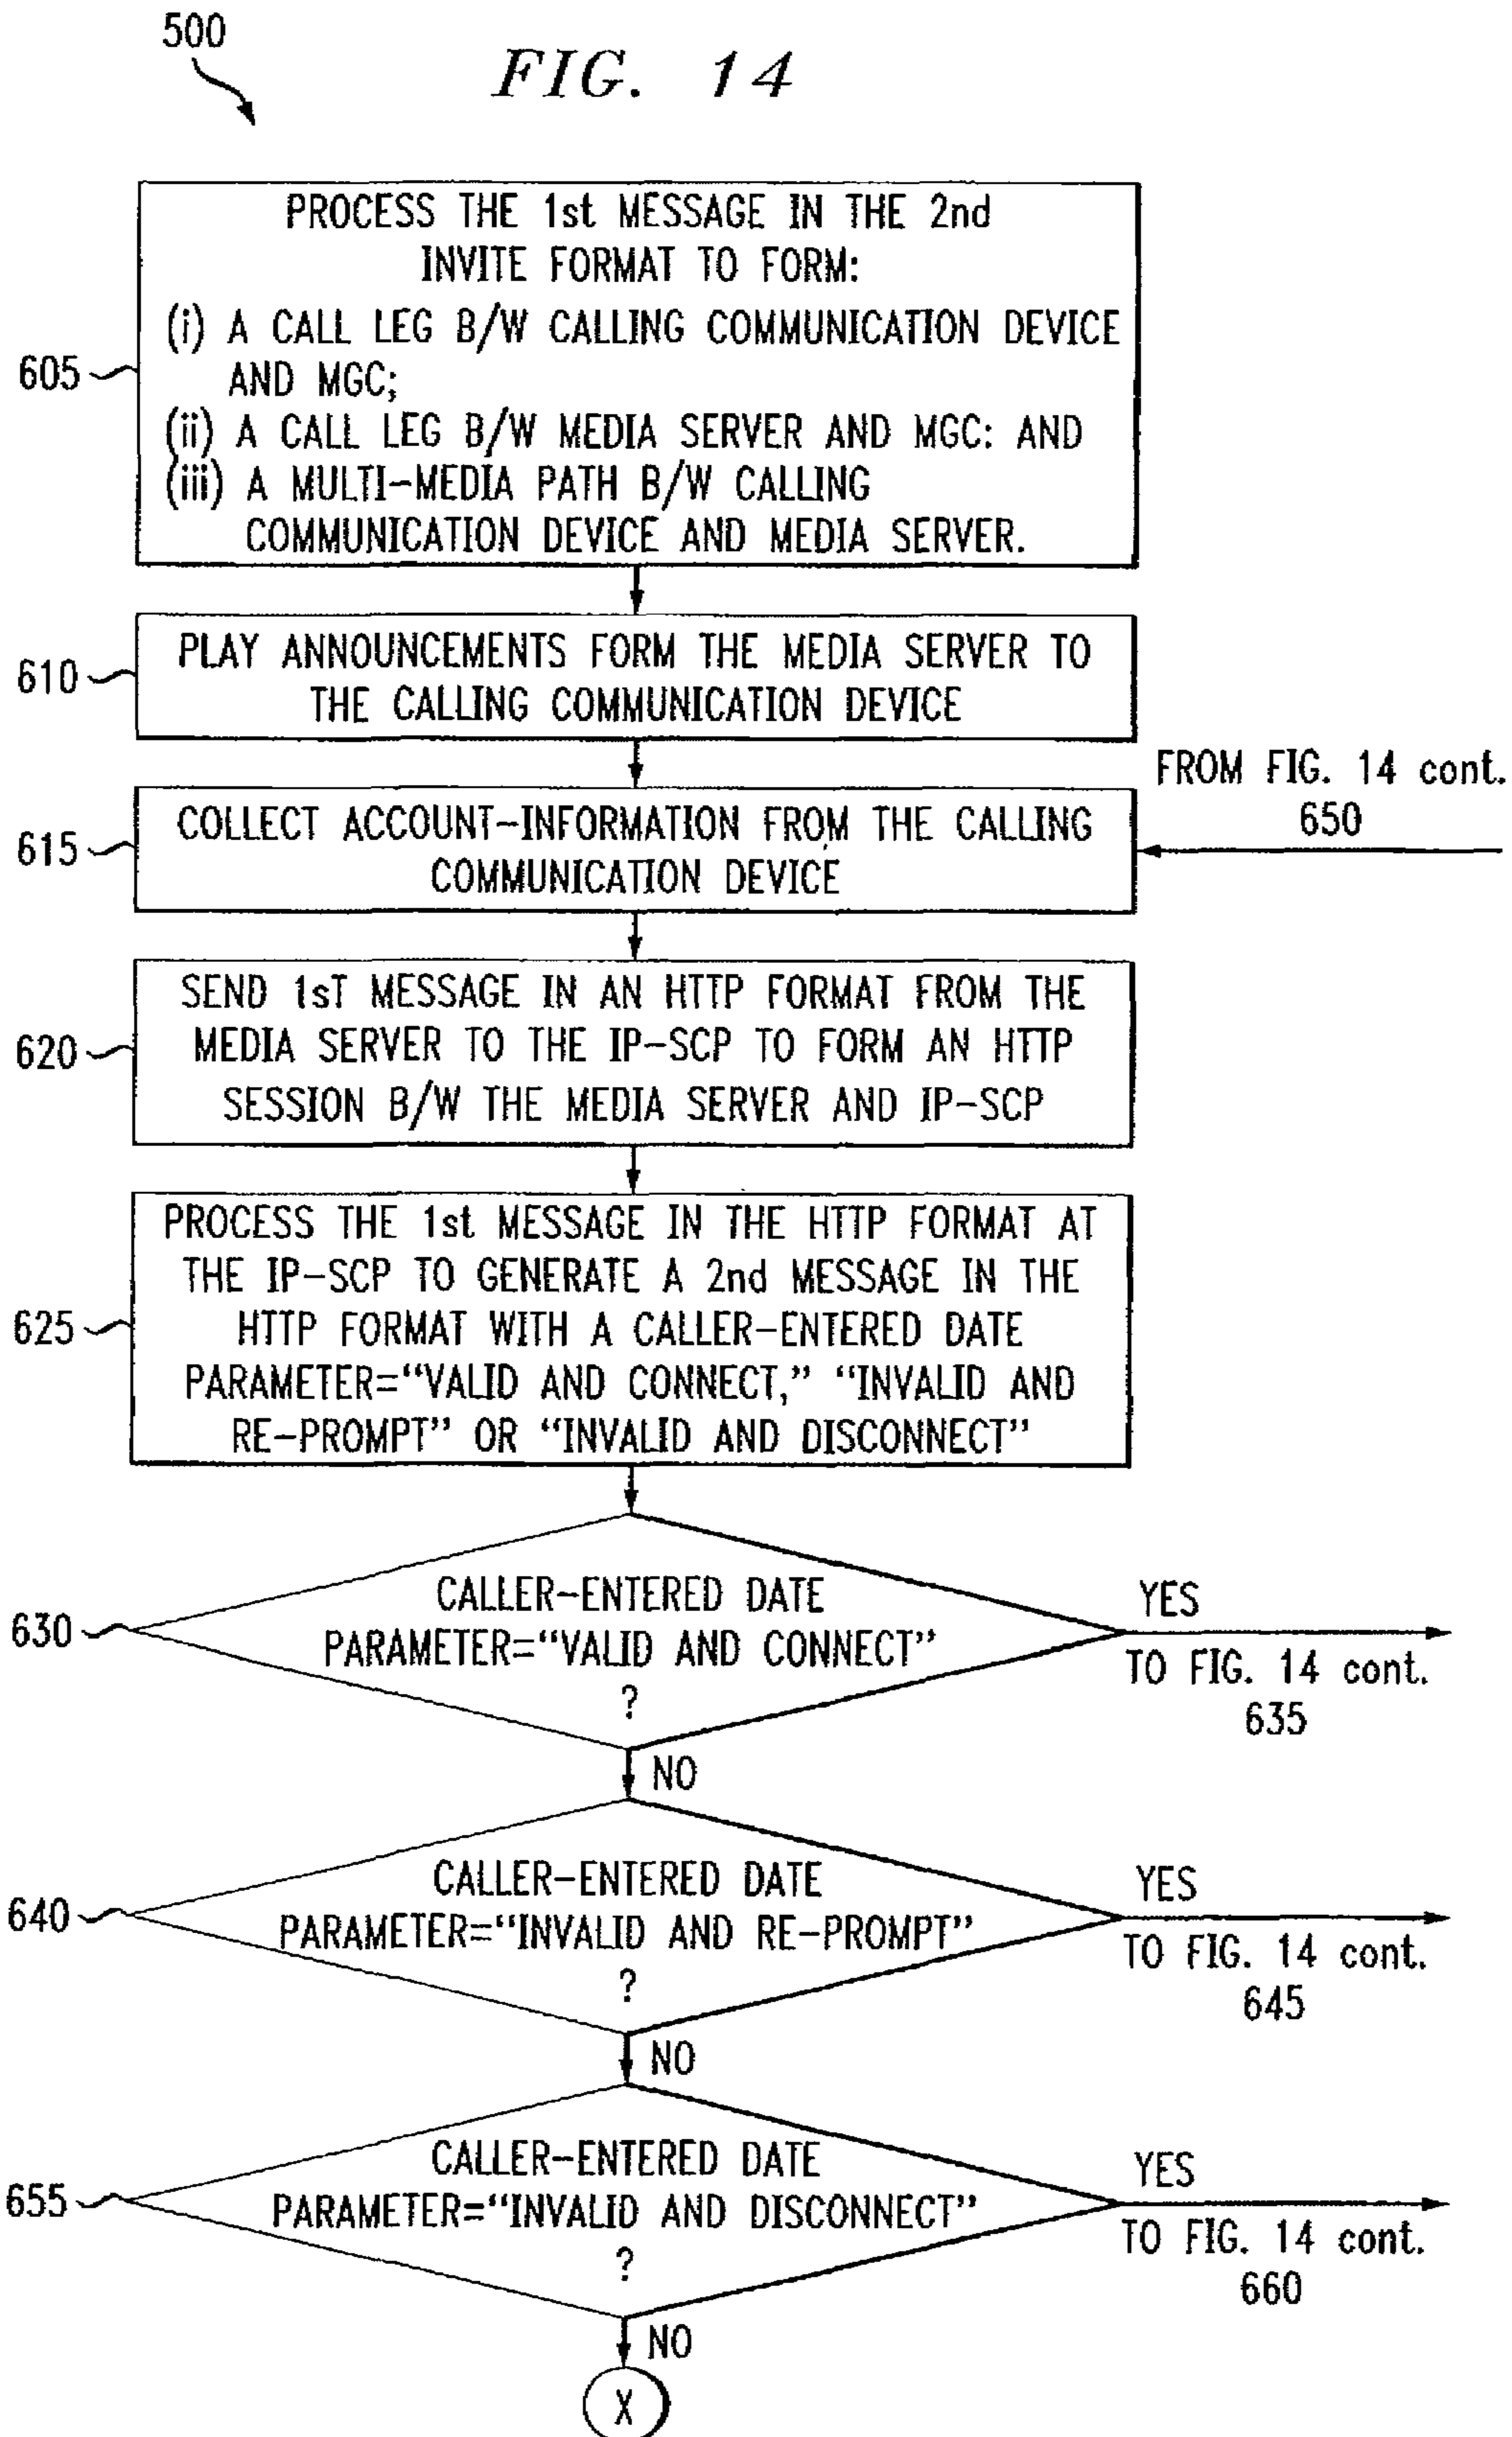 500
FIG. 14
PROCESS THE 1st MESSAGE IN THE 2nd
INVITE FORMAT TO FORM:
(i) A CALL LEG B/W CALLING COMMUNICATION DEVICE
AND MGC;
(ii) A CALL LEG B/W MEDIA SERVER AND MGC: AND
(iii) A MULTI-MEDIA PATH B/W CALLING
COMMUNICATION DEVICE AND MEDIA SERVER.
605
PLAY ANNOUNCEMENTS FORM THE MEDIA SERVER TO
THE CALLING COMMUNICATION DEVICE
610
FROM FIG. 14 cont.
650
COLLECT ACCOUNT-INFORMATION FROM THE CALLING
COMMUNICATION DEVICE
615
SEND 1sT MESSAGE IN AN HTTP FORMAT FROM THE
MEDIA SERVER TO THE IP-SCP TO FORM AN HTTP
SESSION B/W THE MEDIA SERVER AND IP-SCP
620
PROCESS THE 1st MESSAGE IN THE HTTP FORMAT AT
THE IP-SCP TO GENERATE A 2nd MESSAGE IN THE
HTTP FORMAT WITH A CALLER-ENTERED DATE
PARAMETER=“VALID AND CONNECT,” “INVALID AND
RE-PROMPT” OR “INVALID AND DISCONNECT”
625
CALLER-ENTERED DATE
PARAMETER=“VALID AND CONNECT”
?
630
YES
TO FIG. 14 cont.
635
NO
CALLER-ENTERED DATE
PARAMETER=“INVALID AND RE-PROMPT”
?
640
YES
TO FIG. 14 cont.
645
NO
CALLER-ENTERED DATE
PARAMETER=“INVALID AND DISCONNECT”
?
655
YES
TO FIG. 14 cont.
660
NO
X